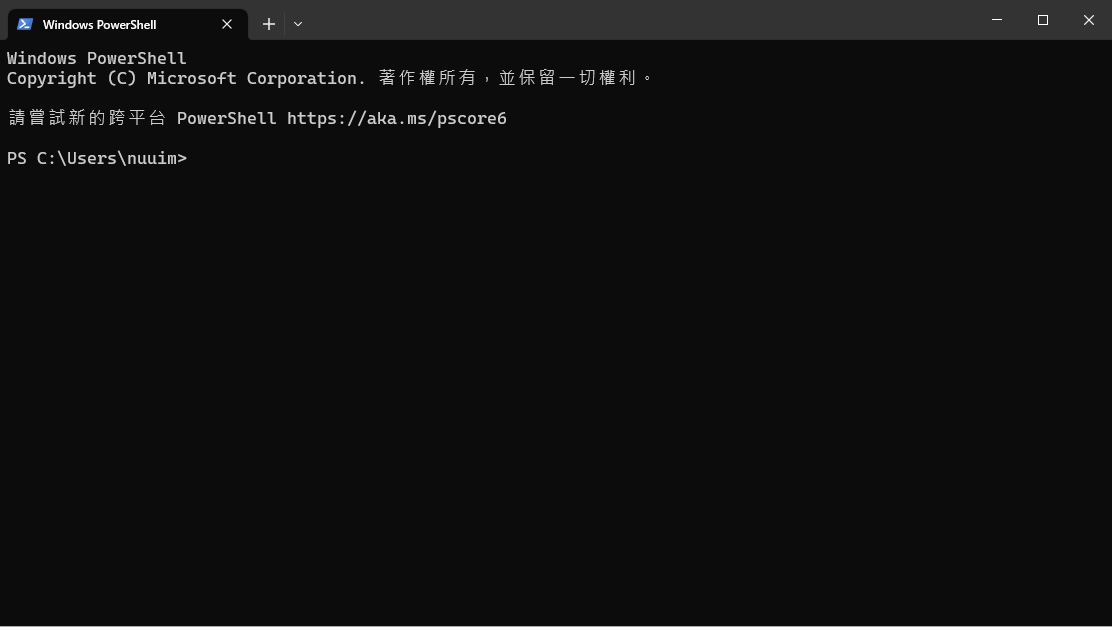 Windows PowerShell
Windows PowerShell
Copyright (C) Microsoft Corporation. 著作權所有，並保留一切權利。
請嘗試新的跨平台 PowerShell https://aka.ms/pscore6
PS C:\Users\nuuim>